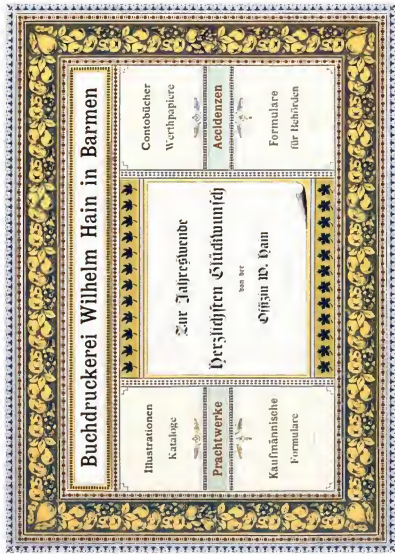 Buchdruckerei Wilhelm Hain in Barmen
Illustrationen
Kataloge
Prachtwerke
Kaufmännische
Formulare
Zur Jahreswende
Herzlichsten Glückwunsch
von der
Offizin W. Hain
Contobücher
Werthpapiere
Accidenzen
Formulare
für Behörden